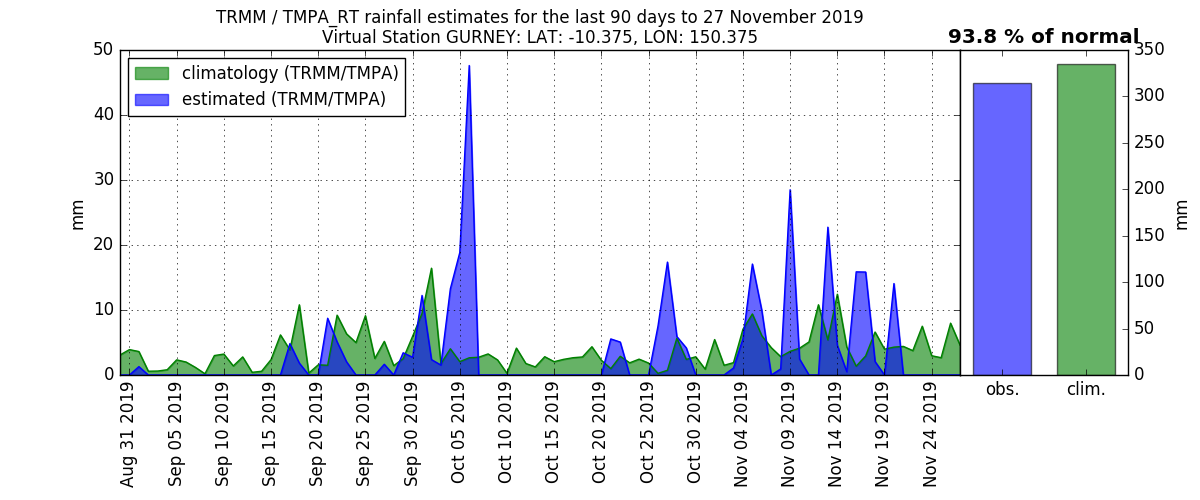 TRMM / TMPA_RT rainfall estimates for the last 90 days to 27 November 2019
Virtual Station GURNEY: LAT: -10.375, LON: 150.375
93.8 % of normal
climatology (TRMM/TMPA)
estimated (TRMM/TMPA)
50
40
30
20
10
0
mm
Aug 31 2019
Sep 05 2019
Sep 10 2019
Sep 15 2019
Sep 20 2019
Sep 25 2019
Sep 30 2019
Oct 05 2019
Oct 10 2019
Oct 15 2019
Oct 20 2019
Oct 25 2019
Oct 30 2019
Nov 04 2019
Nov 09 2019
Nov 14 2019
Nov 19 2019
Nov 24 2019
350
300
250
200
150
100
50
0
mm
obs.
clim.